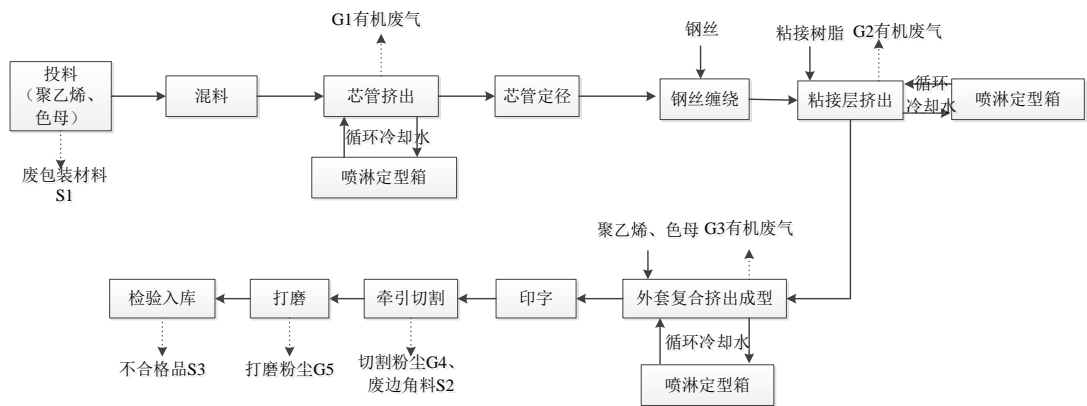 G1有机废气
钢丝
粘接树脂
G2有机废气
投料
（聚乙烯、
色母）
混料
芯管挤出
芯管定径
钢丝缠绕
粘接层挤出
循环
冷却水
喷淋定型箱
循环冷却水
喷淋定型箱
废包装材料
S1
聚乙烯、色母
G3有机废气
检验入库
打磨
牵引切割
印字
外套复合挤出成型
循环冷却水
喷淋定型箱
不合格品S3
打磨粉尘G5
切割粉尘G4、
废边角料S2